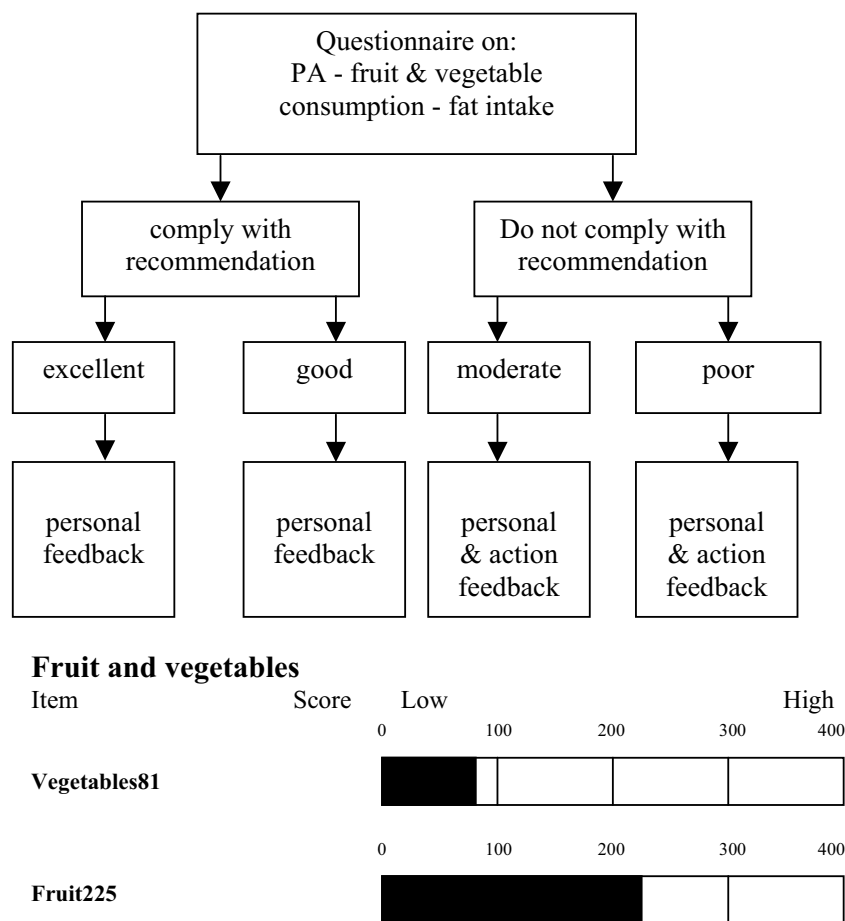 Questionnaire on:
PA - fruit & vegetable
consumption - fat intake
comply with
recommendation
Do not comply with
recommendation
excellent
good
moderate
poor
personal
feedback
personal
feedback
personal
& action
feedback
personal
& action
feedback
Fruit and vegetables
Item Score Low High
0 100 200 300 400
Vegetables81
0 100 200 300 400
Fruit225